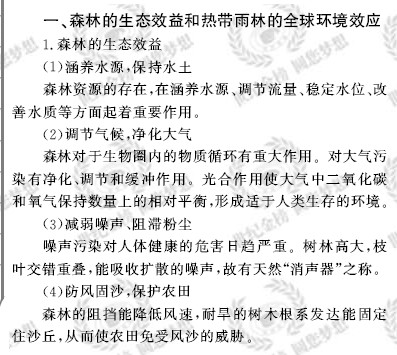 一、森林的生态效益和热带雨林的全球环境效应
1.森林的生态效益
(1)涵养水源,保持水土
森林资源的存在,在涵养水源、调节流量、稳定水位、改
善水质等方面起着重要作用。
(2)调节气候,净化大气
森林对于生物圈内的物质循环有重大作用。对大气污
染有净化、调节和缓冲作用。光合作用使大气中二氧化碳
和氧气保持数量上的相对平衡,形成适于人类生存的环境。
(3)减弱噪声、阻滞粉尘
噪声污染对人体健康的危害日趋严重。树林高大,枝
叶交错重叠,能吸收扩散的噪声,故有天然“消声器”之称。
(4)防风固沙,保护农田
森林的阻挡能降低风速,耐旱的树木根系发达能固定
住沙丘,从而使农田免受风沙的威胁。